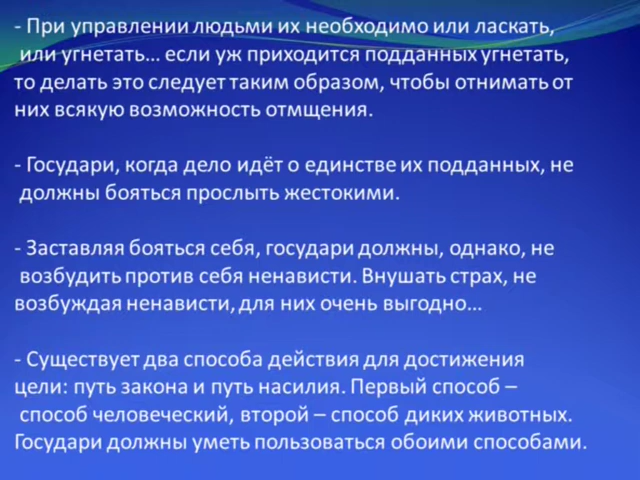 - При управлении людьми их необходимо или ласкать,
или угнетать... если уж приходится подданных угнетать,
то делать это следует таким образом, чтобы отнимать от
них всякую возможность отмщения.
- Государи, когда дело идёт о единстве их подданных, не
должны бояться прослыть жестокими.
- Заставляя бояться себя, государи должны, однако, не
возбудить против себя ненависти. Внушать страх, не
возбуждая ненависти, для них очень выгодно...
- Существует два способа действия для достижения
цели: путь закона и путь насилия. Первый способ –
способ человеческий, второй – способ диких животных.
Государи должны уметь пользоваться обоими способами.